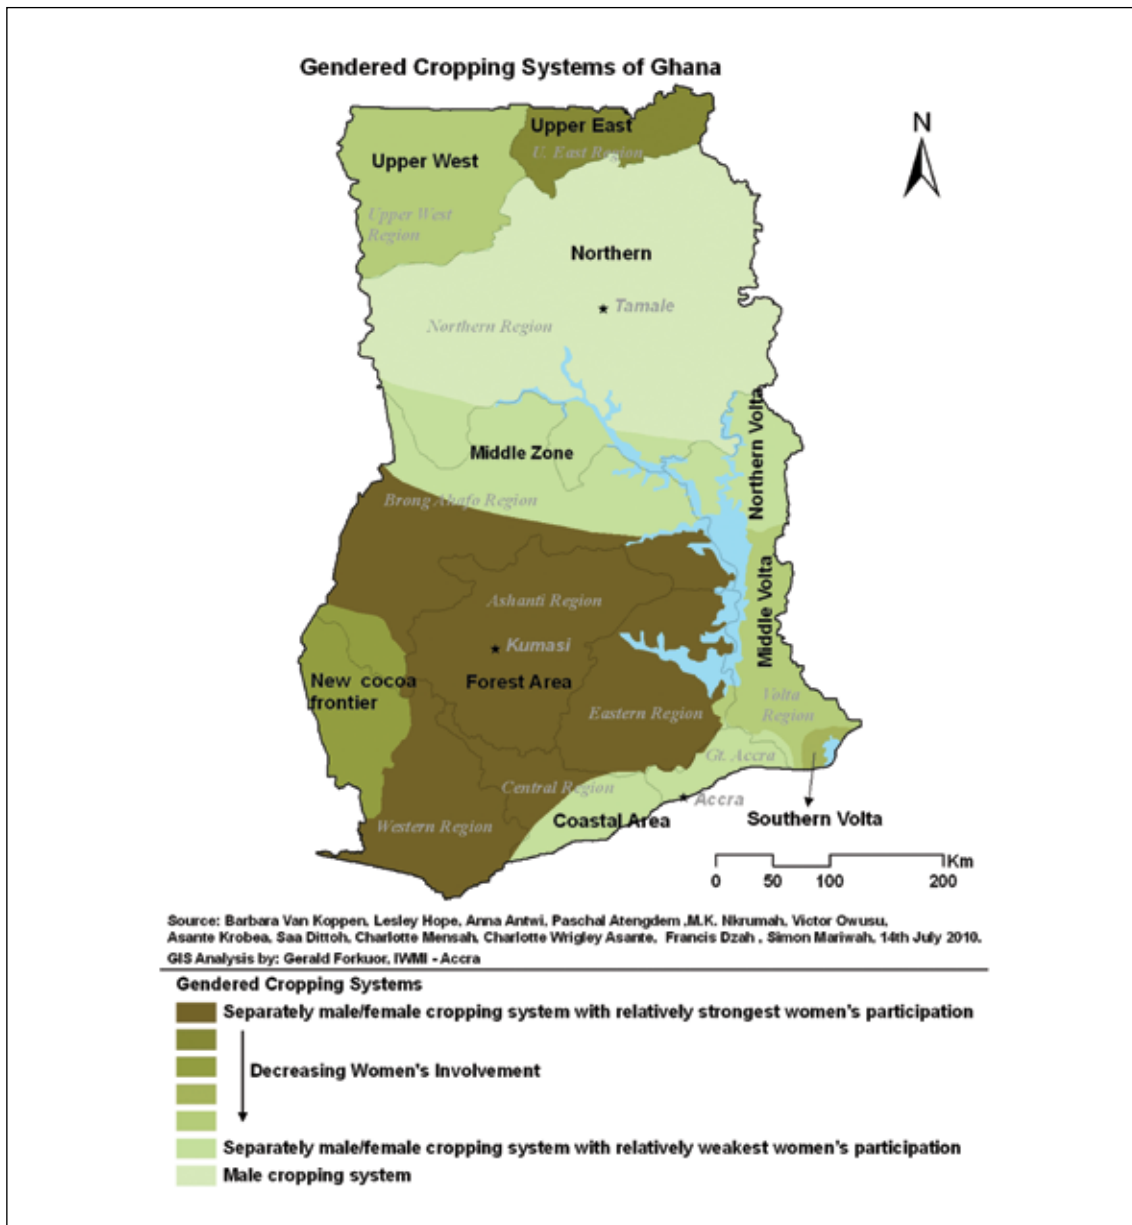 Gendered Cropping Systems of Ghana
N
Upper East
U. East Region
Upper West
Upper West
Region
Northern
Tamale
Northern Region
Northern Volta
Middle Zone
Brong Ahafo Region
Middle Volta
Ashanti Region
Kumasi
New cocoa
frontier
Forest Area
Volta
Region
Eastern Region
Gt. Accra
Central Region
Accra
Western Region
Coastal Area
Southern Volta
Km
0 50 100 200
Source: Barbara Van Koppen, Lesley Hope, Anna Antwi, Paschal Atengdem ,M.K. Nkrumah, Victor Owusu,
Asante Krobea, Saa Dittoh, Charlotte Mensah, Charlotte Wrigley Asante, Francis Dzah , Simon Mariwah, 14th July 2010.
GIS Analysis by: Gerald Forkuor, IWMI - Accra
Gendered Cropping Systems
Separately male/female cropping system with relatively strongest women's participation
Decreasing Women's Involvement
Separately male/female cropping system with relatively weakest women's participation
Male cropping system